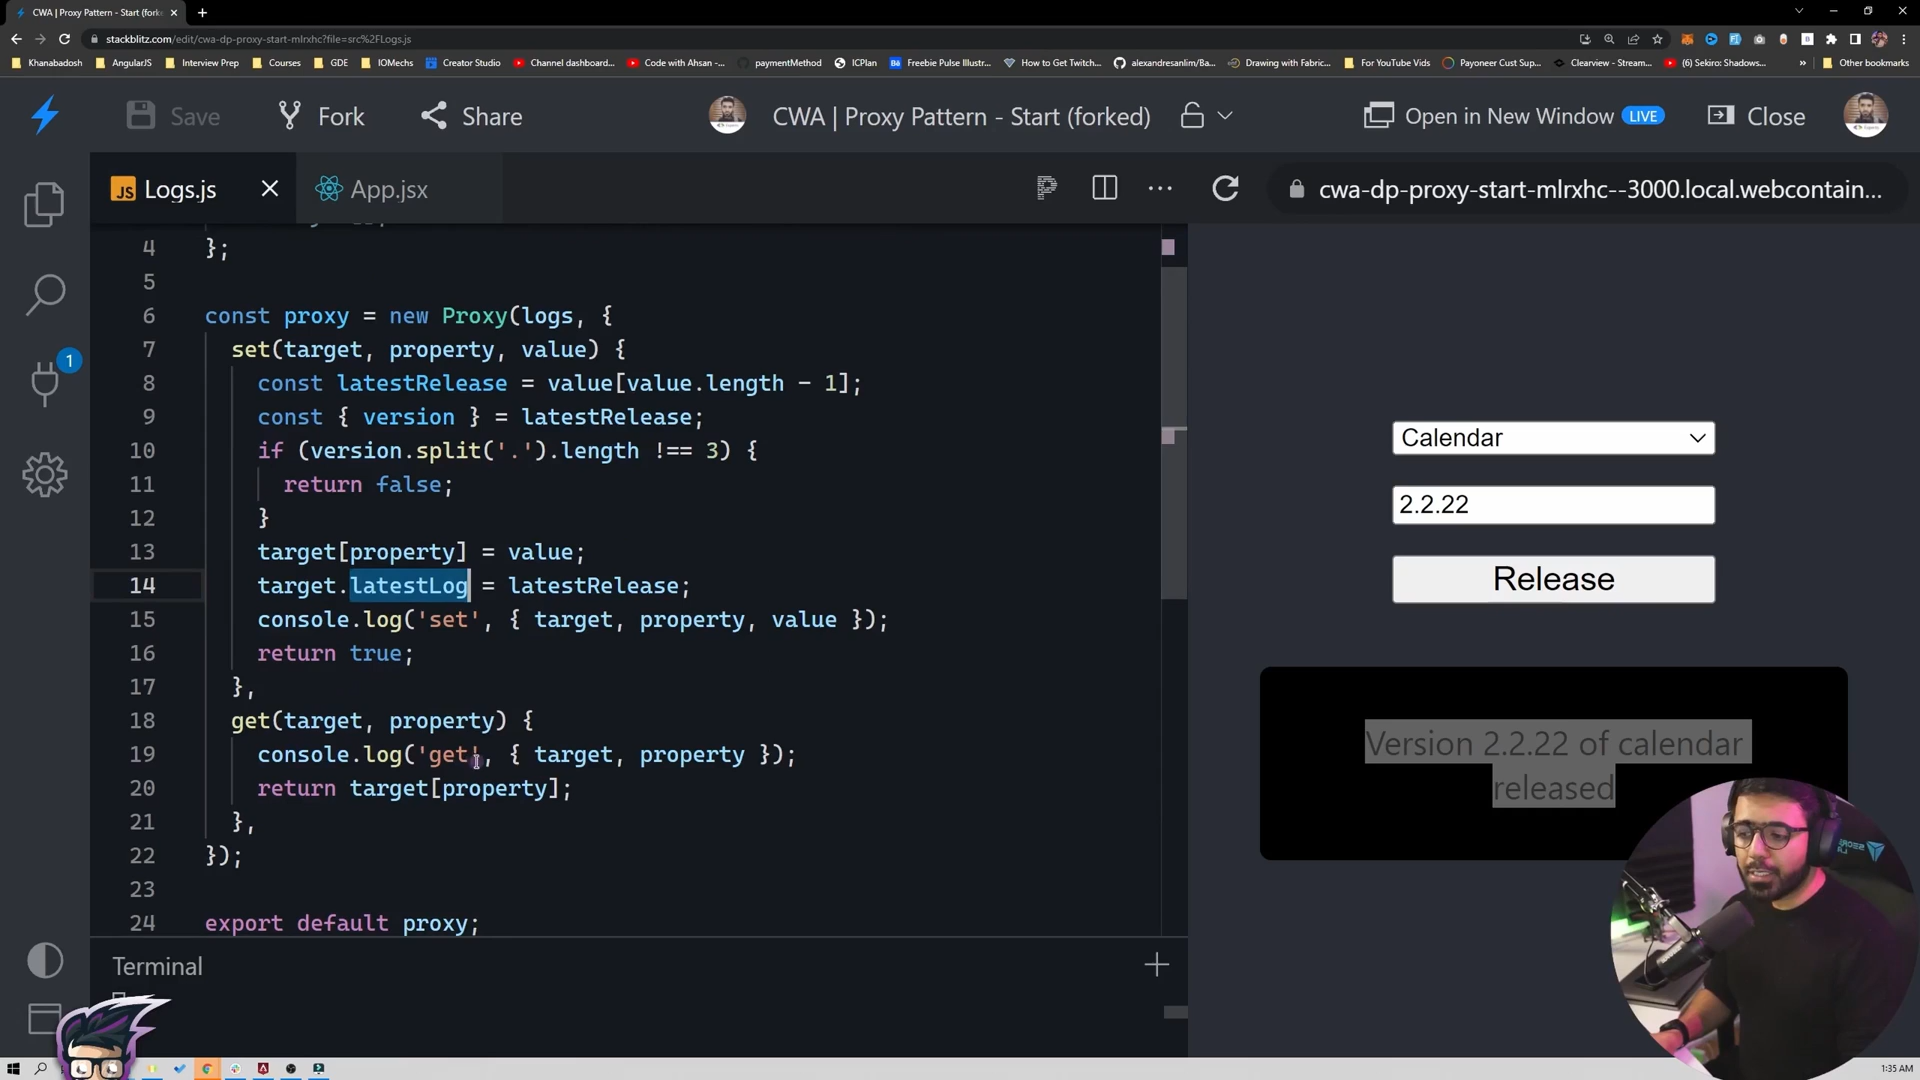 CWA | Proxy Pattern - Start (fork
stackblitz.com/edit/cwa-dp-proxy-start-mlrxhc?file=src%2FLogs.js
Khanabadosh
AngularJS
Interview Prep
Courses
GDE
IOMechs
Creator Studio
Channel dashboard...
Code with Ahsan -...
paymentMethod
ICPlan
Freebie Pulse Illustr...
How to Get Twitch...
alexandresanlim/Ba...
Drawing with Fabric...
For YouTube Vids
Payoneer Cust Sup...
Clearview - Stream...
(6) Sekiro: Shadows...
Other bookmarks
Save
Fork
Share
CWA | Proxy Pattern - Start (forked)
Open in New Window LIVE
Close
JS Logs.js
App.jsx
cwa-dp-proxy-start-mlrxhc--3000.local.webcontain...
1
4 };
5
6 const proxy = new Proxy(logs, {
7 set(target, property, value) {
8 const latestRelease = value[value.length - 1];
9 const { version } = latestRelease;
10 if (version.split('.').length !== 3) {
11 return false;
12 }
13 target[property] = value;
14 target.latestLog = latestRelease;
15 console.log('set', { target, property, value });
16 return true;
17 },
18 get(target, property) {
19 console.log('get', { target, property });
20 return target[property];
21 },
22 });
23
24 export default proxy;
Terminal
Calendar
2.2.22
Release
Version 2.2.22 of calendar
released
1:35 AM